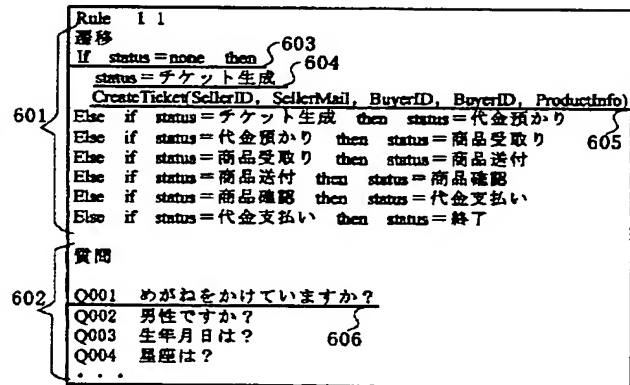 Rule I 1
遷移
If status=none then
603
status=チケット生成
604
CreateTicket(SellerID, SellerMail, BuyerID, BuyerID, ProductInfo)
605
601
Else if status=チケット生成 then status=代金預かり
Else if status=代金預かり then status=商品受取り
Else if status=商品受取り then status=商品送付
Else if status=商品送付 then status=商品確認
Else if status=商品確認 then status=代金支払い
Else if status=代金支払い then status=終了
質問
602
Q001 めがねをかけていますか?
606
Q002 男性ですか?
Q003 生年月日は?
Q004 星座は?
・・・